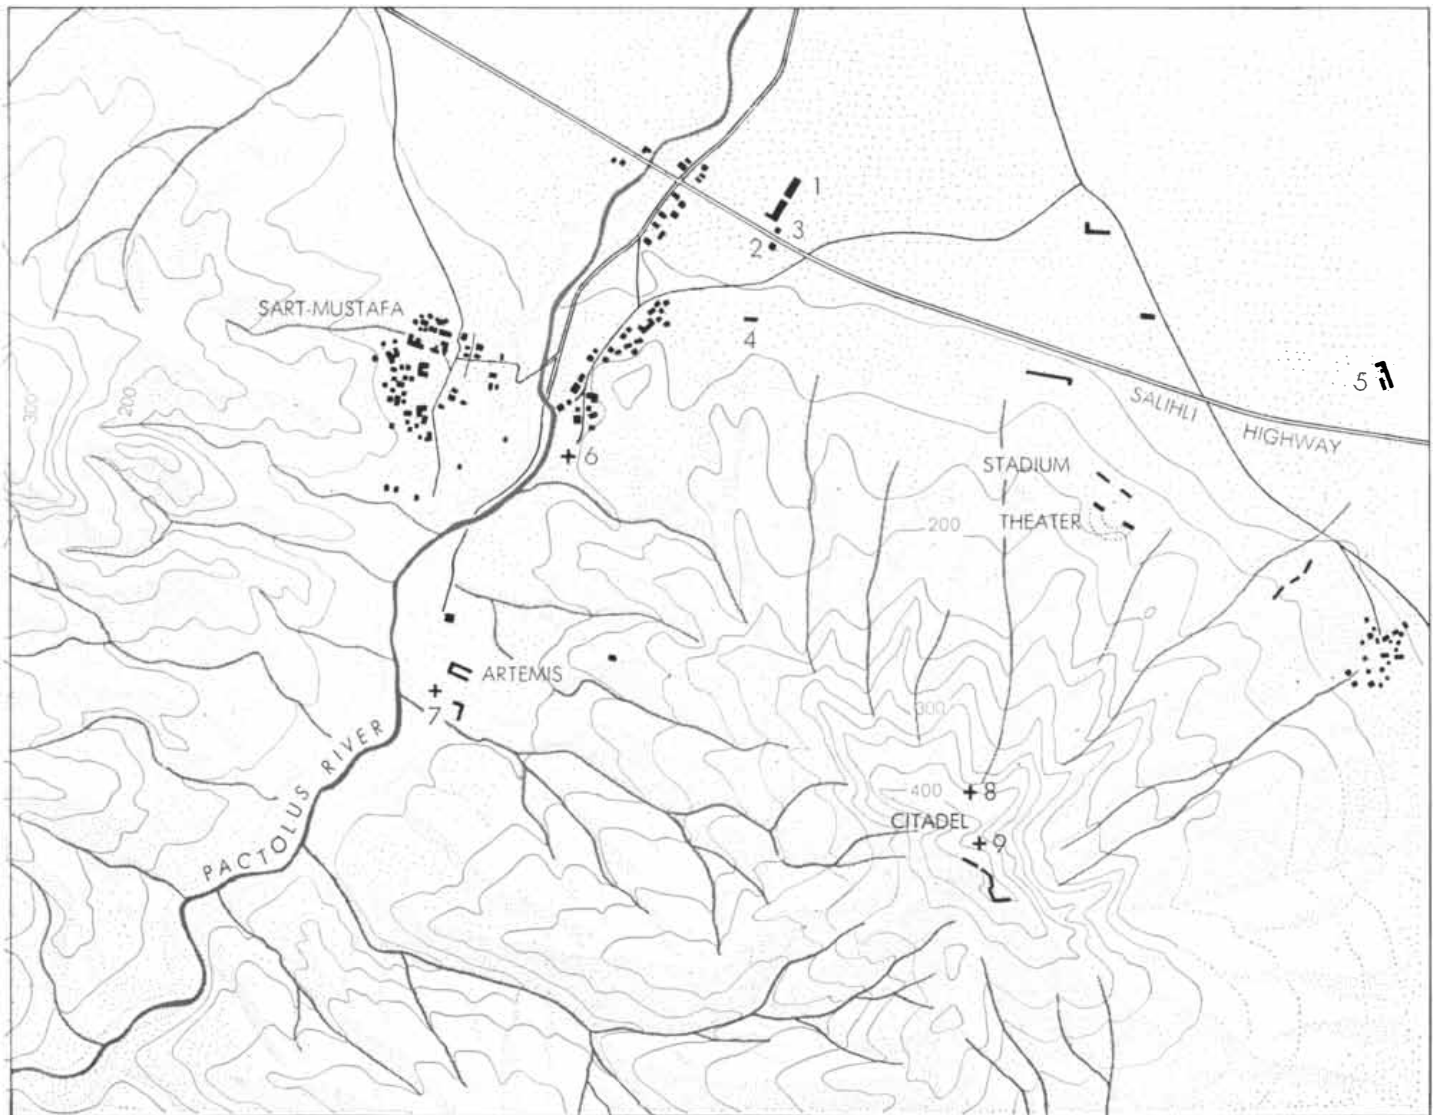 1
3
2
SART-MUSTAFA
4
5
200
300
SALIHLI
HIGHWAY
6
STADIUM
200
THEATER
ARTEMIS
7
300
PACTOLUS RIVER
400
8
CITADEL
9